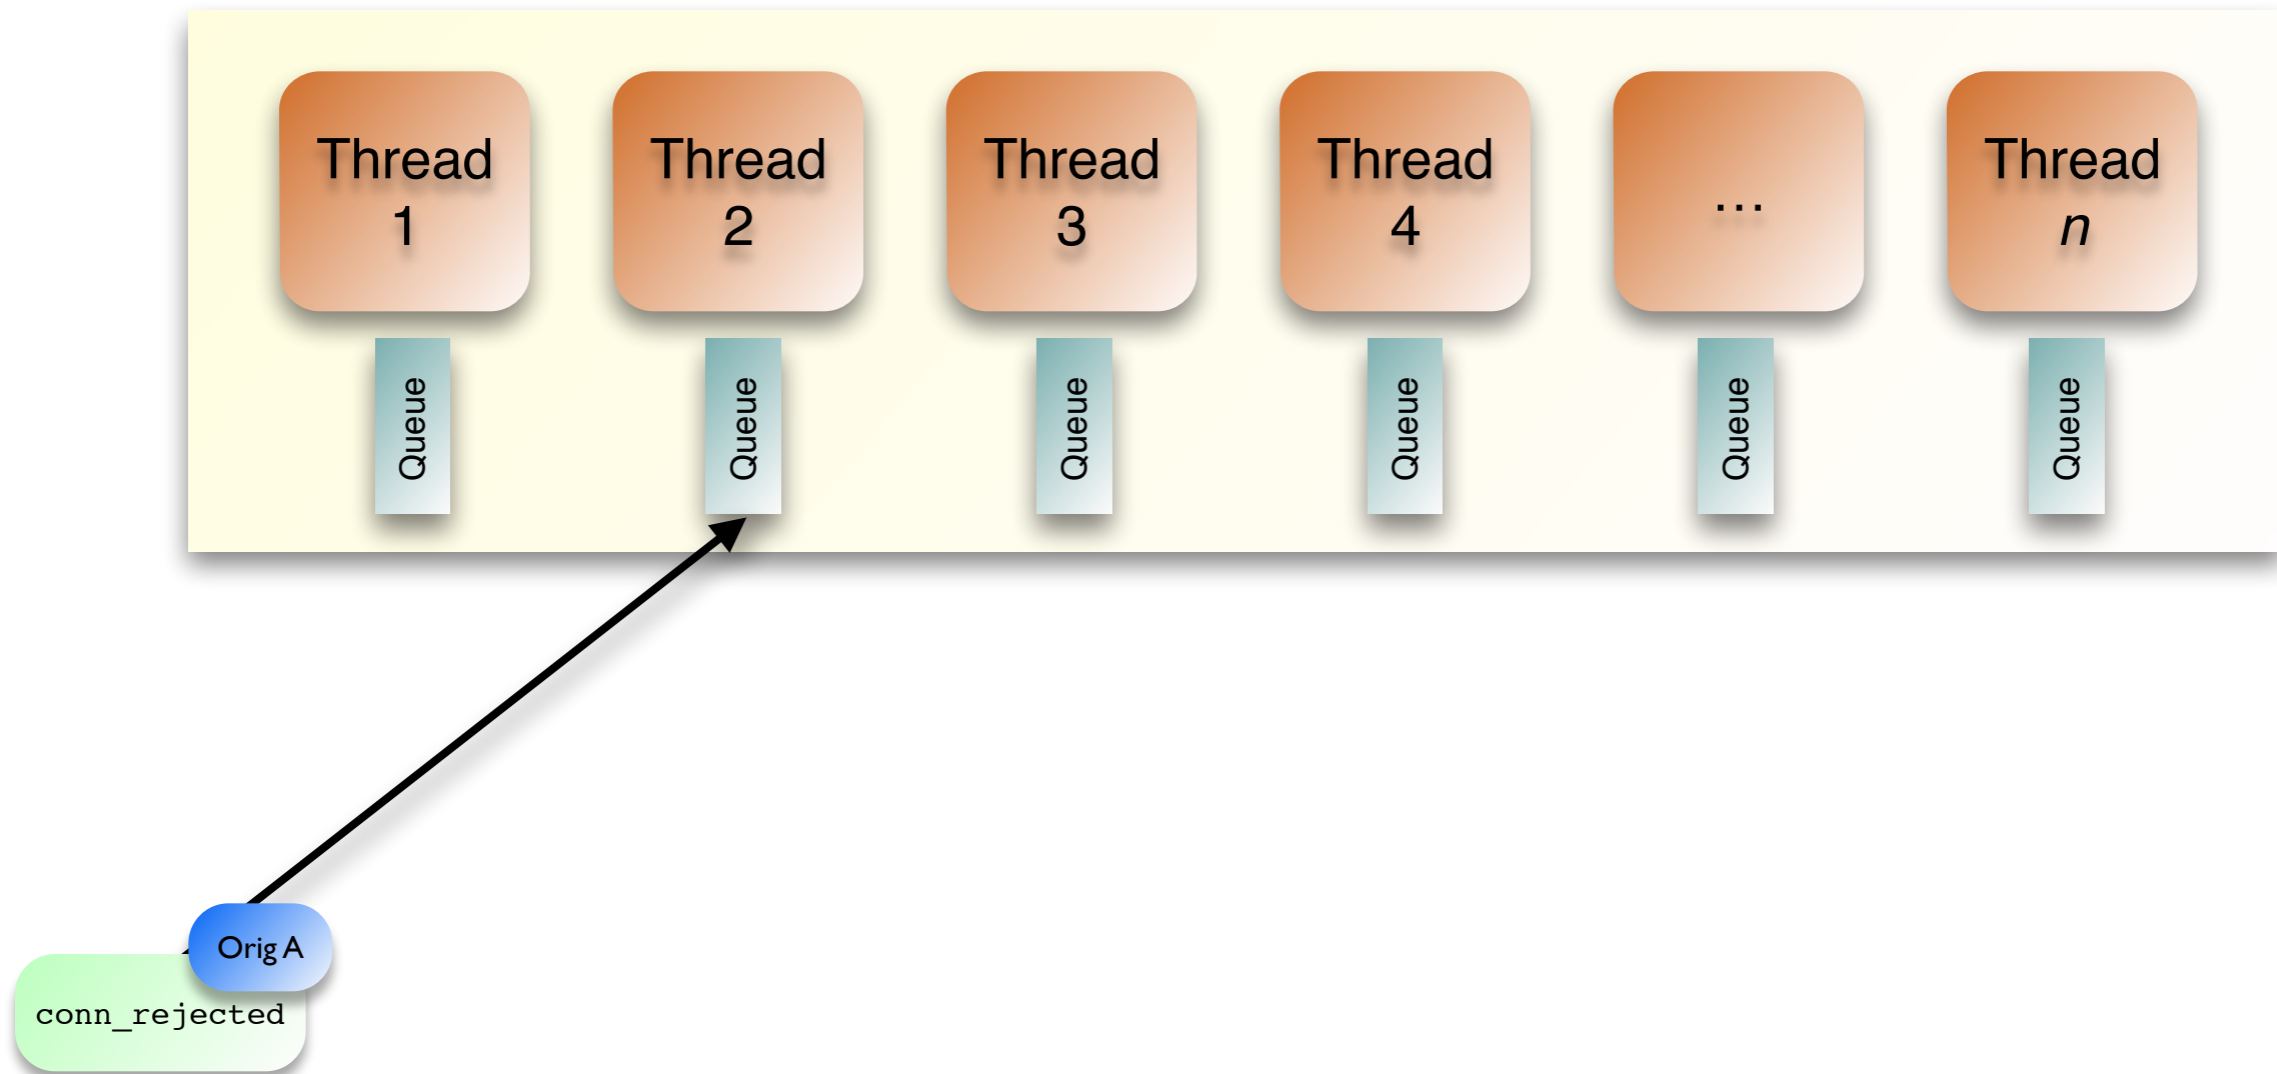 Thread
1
Thread
2
Thread
3
Thread
4
…
Thread
n
Queue
Queue
Queue
Queue
Queue
Queue
Orig A
conn_rejected